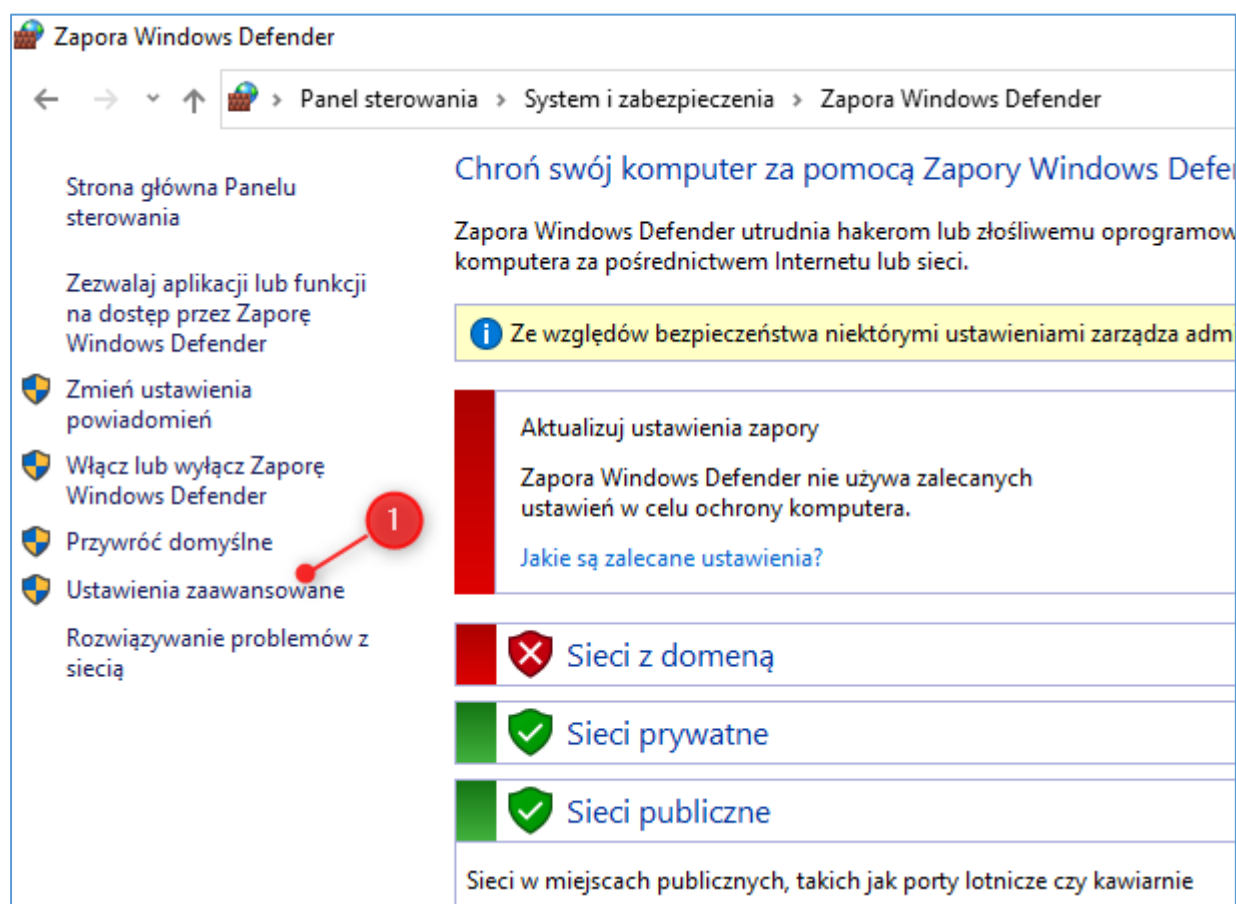 Zapora Windows Defender
Panel sterowania > System i zabezpieczenia > Zapora Windows Defender
Strona główna Panelu
sterowania
Zezwalaj aplikacji lub funkcji
na dostęp przez Zaporę
Windows Defender
Zmień ustawienia
powiadomień
Włącz lub wyłącz Zaporę
Windows Defender
1
Przywróć domyślne
Ustawienia zaawansowane
Rozwiązywanie problemów z
siecią
Chroń swój komputer za pomocą Zapory Windows Defe
Zapora Windows Defender utrudnia hakerom lub złośliwemu oprogramow
komputera za pośrednictwem Internetu lub sieci.
Ze względów bezpieczeństwa niektórymi ustawieniami zarządza adm
Aktualizuj ustawienia zapory
Zapora Windows Defender nie używa zalecanych
ustawień w celu ochrony komputera.
Jakie są zalecane ustawienia?
Sieci z domeną
Sieci prywatne
Sieci publiczne
Sieci w miejscach publicznych, takich jak porty lotnicze czy kawiarnie